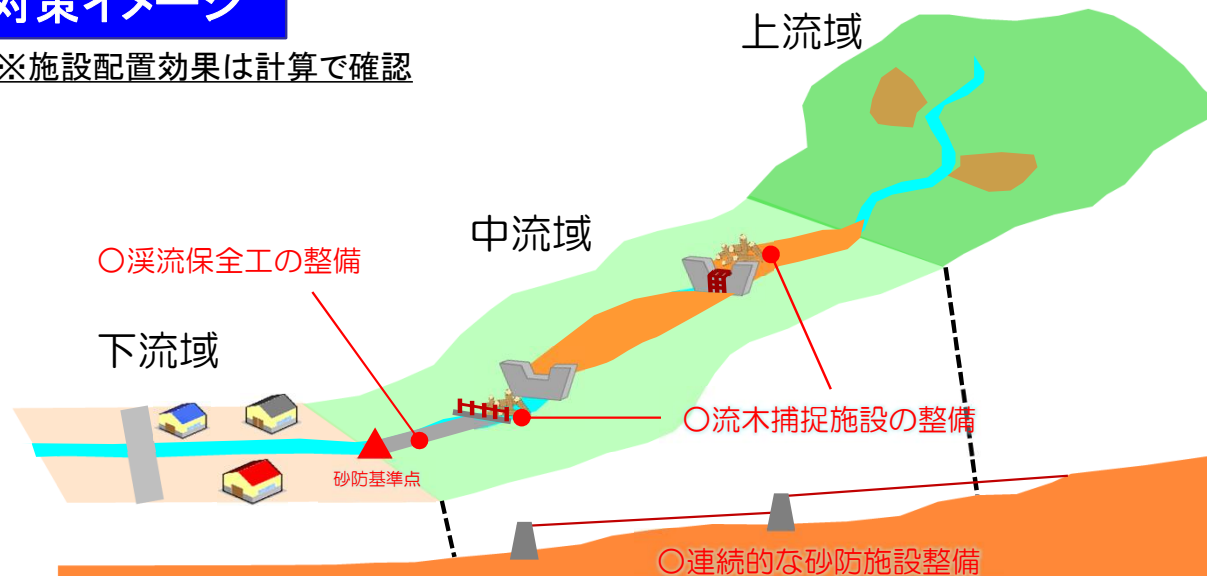 対策イメージ
※施設配置効果は計算で確認
上流域
中流域
〇渓流保全工の整備
下流域
〇流木捕捉施設の整備
砂防基準点
〇連続的な砂防施設整備